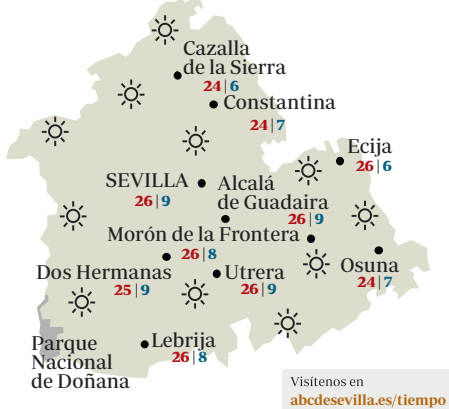 Cazalla
de la Sierra
24|6
Constantina
24|7
Ecija
26|6
SEVILLA
26|9
Alcalá
de Guadaira
26|9
Morón de la Frontera
26|8
Dos Hermanas
25|9
Utrera
26|9
Osuna
24|7
Parque
Nacional
de Doñana
Lebrija
26|8
Visítenos en
abcdesevilla.es/tiempo